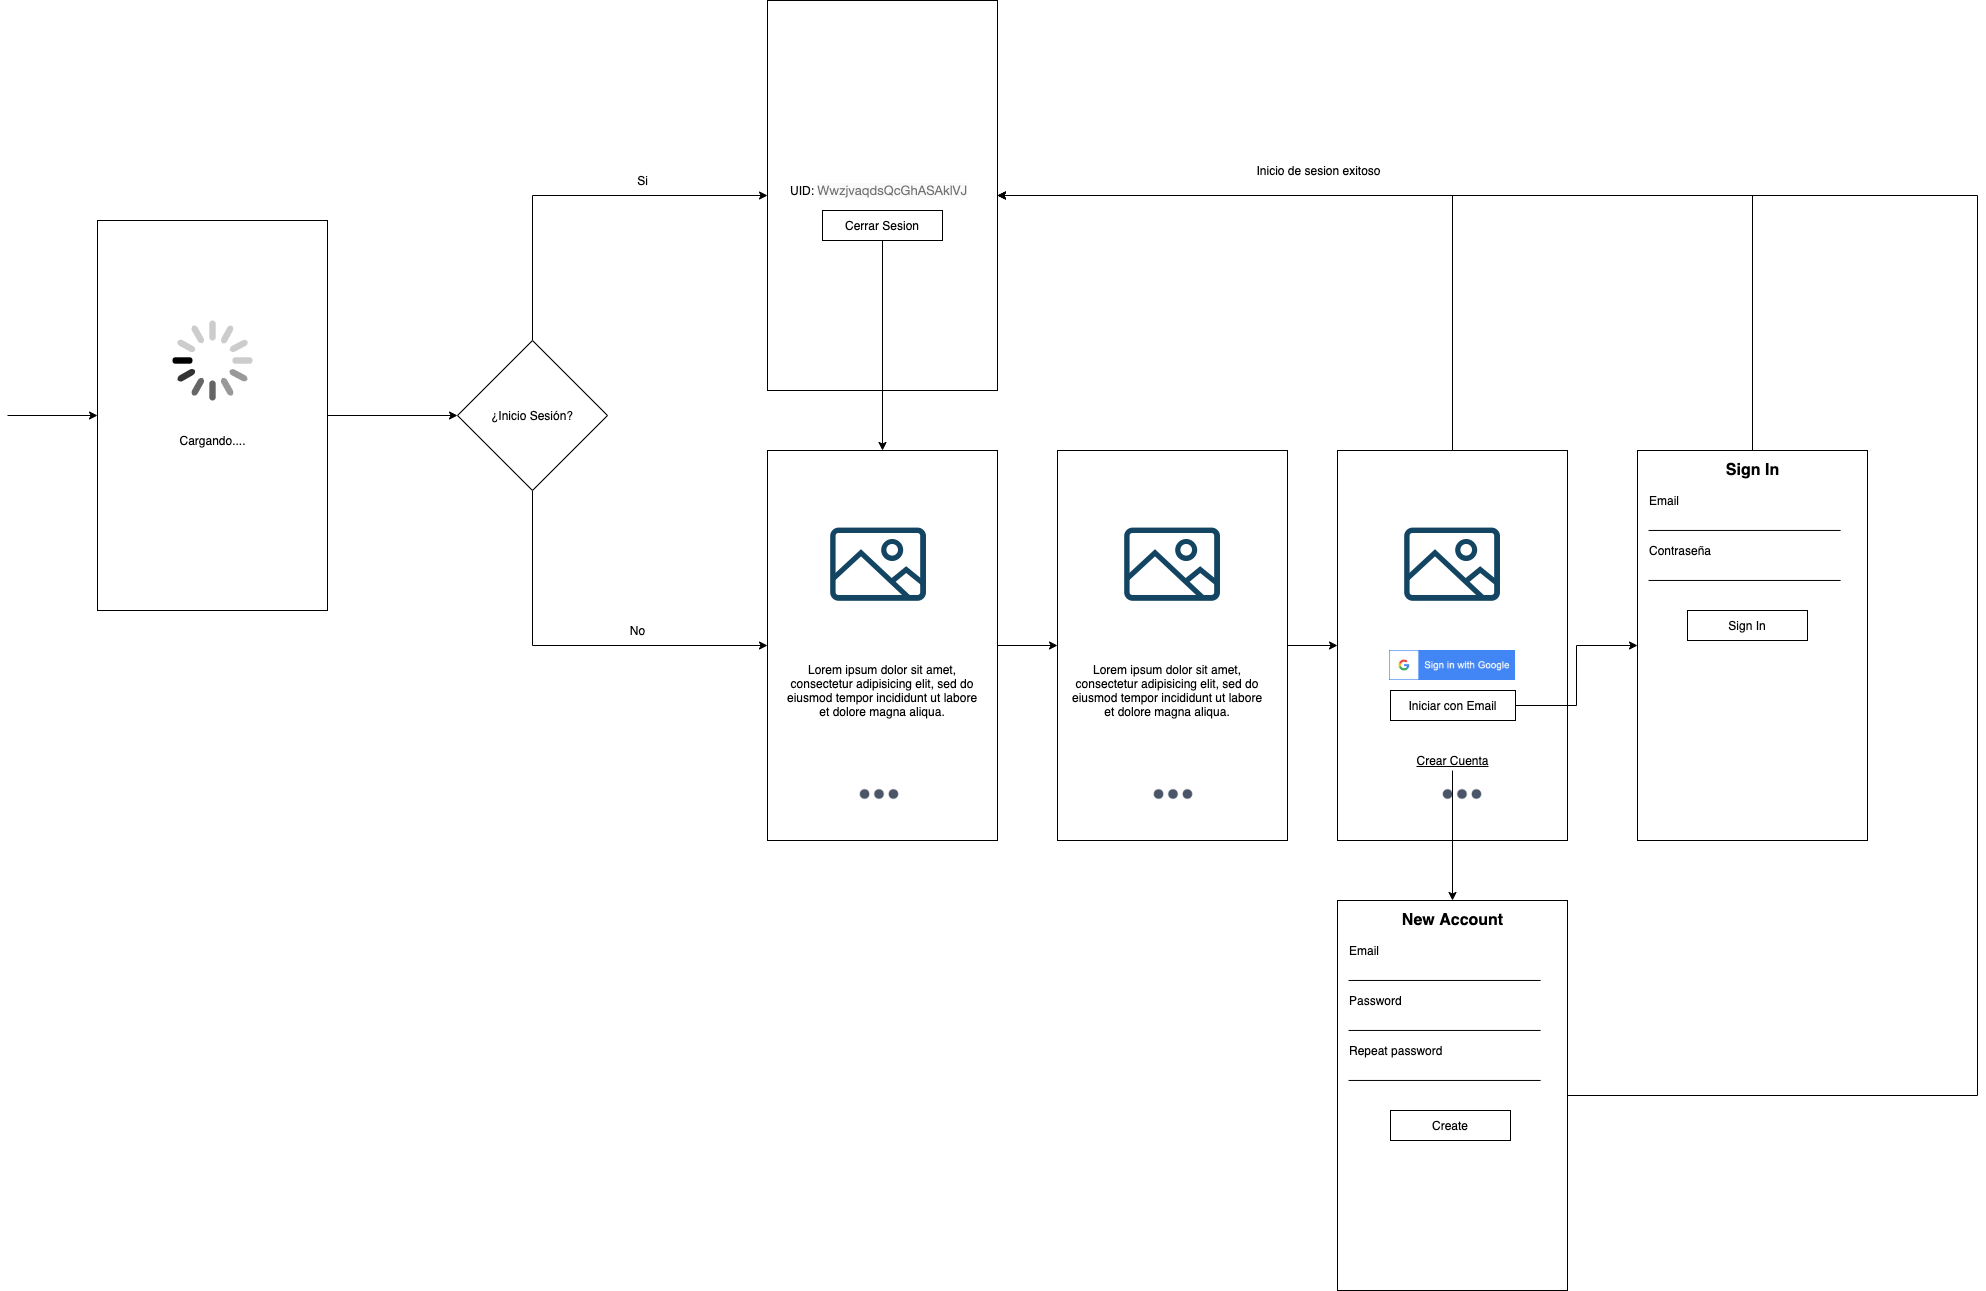 UID: WwzjvaqdsQcGhASAklVJ
Cerrar Sesion
Si
Inicio de sesion exitoso
Cargando....
¿Inicio Sesión?
No
Lorem ipsum dolor sit amet,
consectetur adipisicing elit, sed do
eiusmod tempor incididunt ut labore
et dolore magna aliqua.
Lorem ipsum dolor sit amet,
consectetur adipisicing elit, sed do
eiusmod tempor incididunt ut labore
et dolore magna aliqua.
Sign in with Google
Iniciar con Email
Crear Cuenta
Sign In
Email
Contraseña
Sign In
New Account
Email
Password
Repeat password
Create